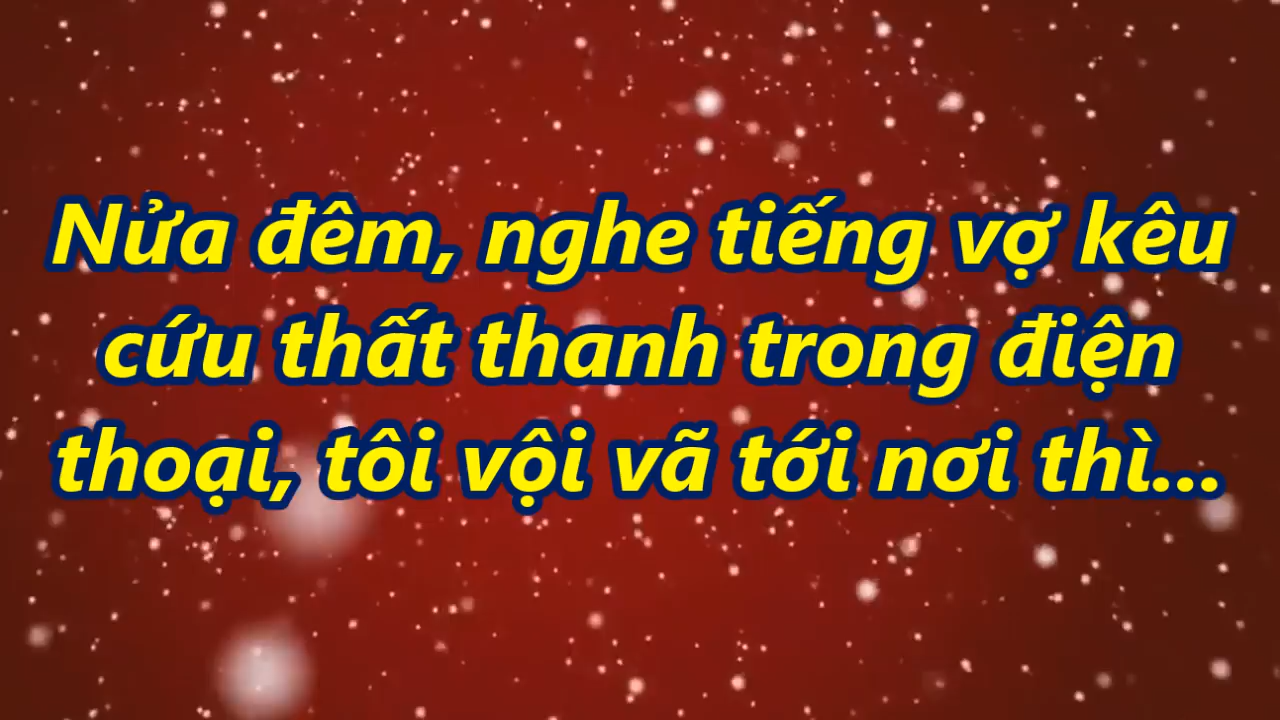 Nửa đêm, nghe tiếng vợ kêu
cứu thất thanh trong điện
thoại, tôi vội vã tới nơi thì...